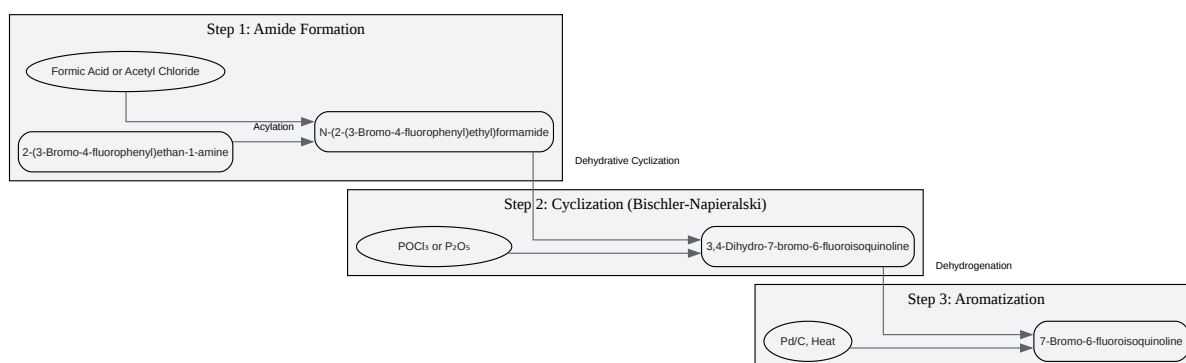 Step 1: Amide Formation
Formic Acid or Acetyl Chloride
Acylation
N-(2-(3-Bromo-4-fluorophenyl)ethyl)formamide
2-(3-Bromo-4-fluorophenyl)ethan-1-amine
Dehydrative Cyclization
Step 2: Cyclization (Bischler-Napieralski)
POCl₃ or P₂O₅
3,4-Dihydro-7-bromo-6-fluoroisoquinoline
Dehydrogenation
Step 3: Aromatization
Pd/C, Heat
7-Bromo-6-fluoroisoquinoline